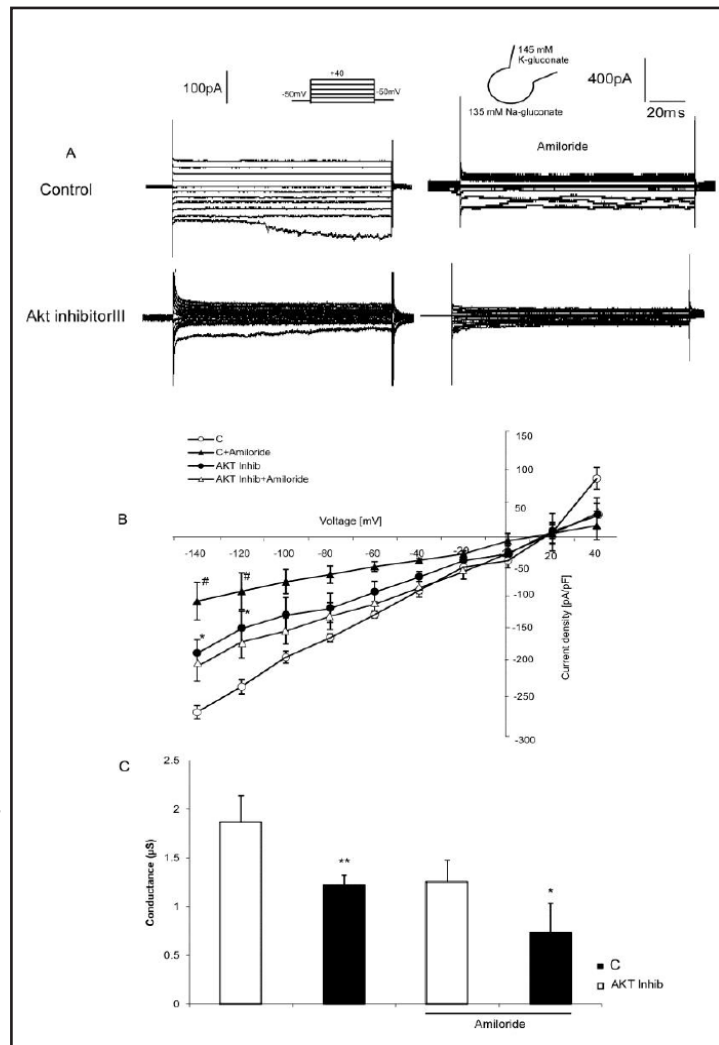 145 mM
K-gluconate
+40
100pA
-50mV
-50mV
400pA
135 mM Na-gluconate
20ms
A
Amiloride
Control
Akt inhibitorIII
C
C+Amiloride
AKT Inhib
AKT Inhib+Amiloride
B
Voltage [mV]
150
100
50
-140 -120 -100 -80 -60 -40 -20 0 20 40
-50
-100
-150
-200
-250
-300
Current density [pA/pF]
# #
* *
C
2.5
2
1.5
1
0.5
0
Conductance (µS)
**
*
C
AKT Inhib
Amiloride